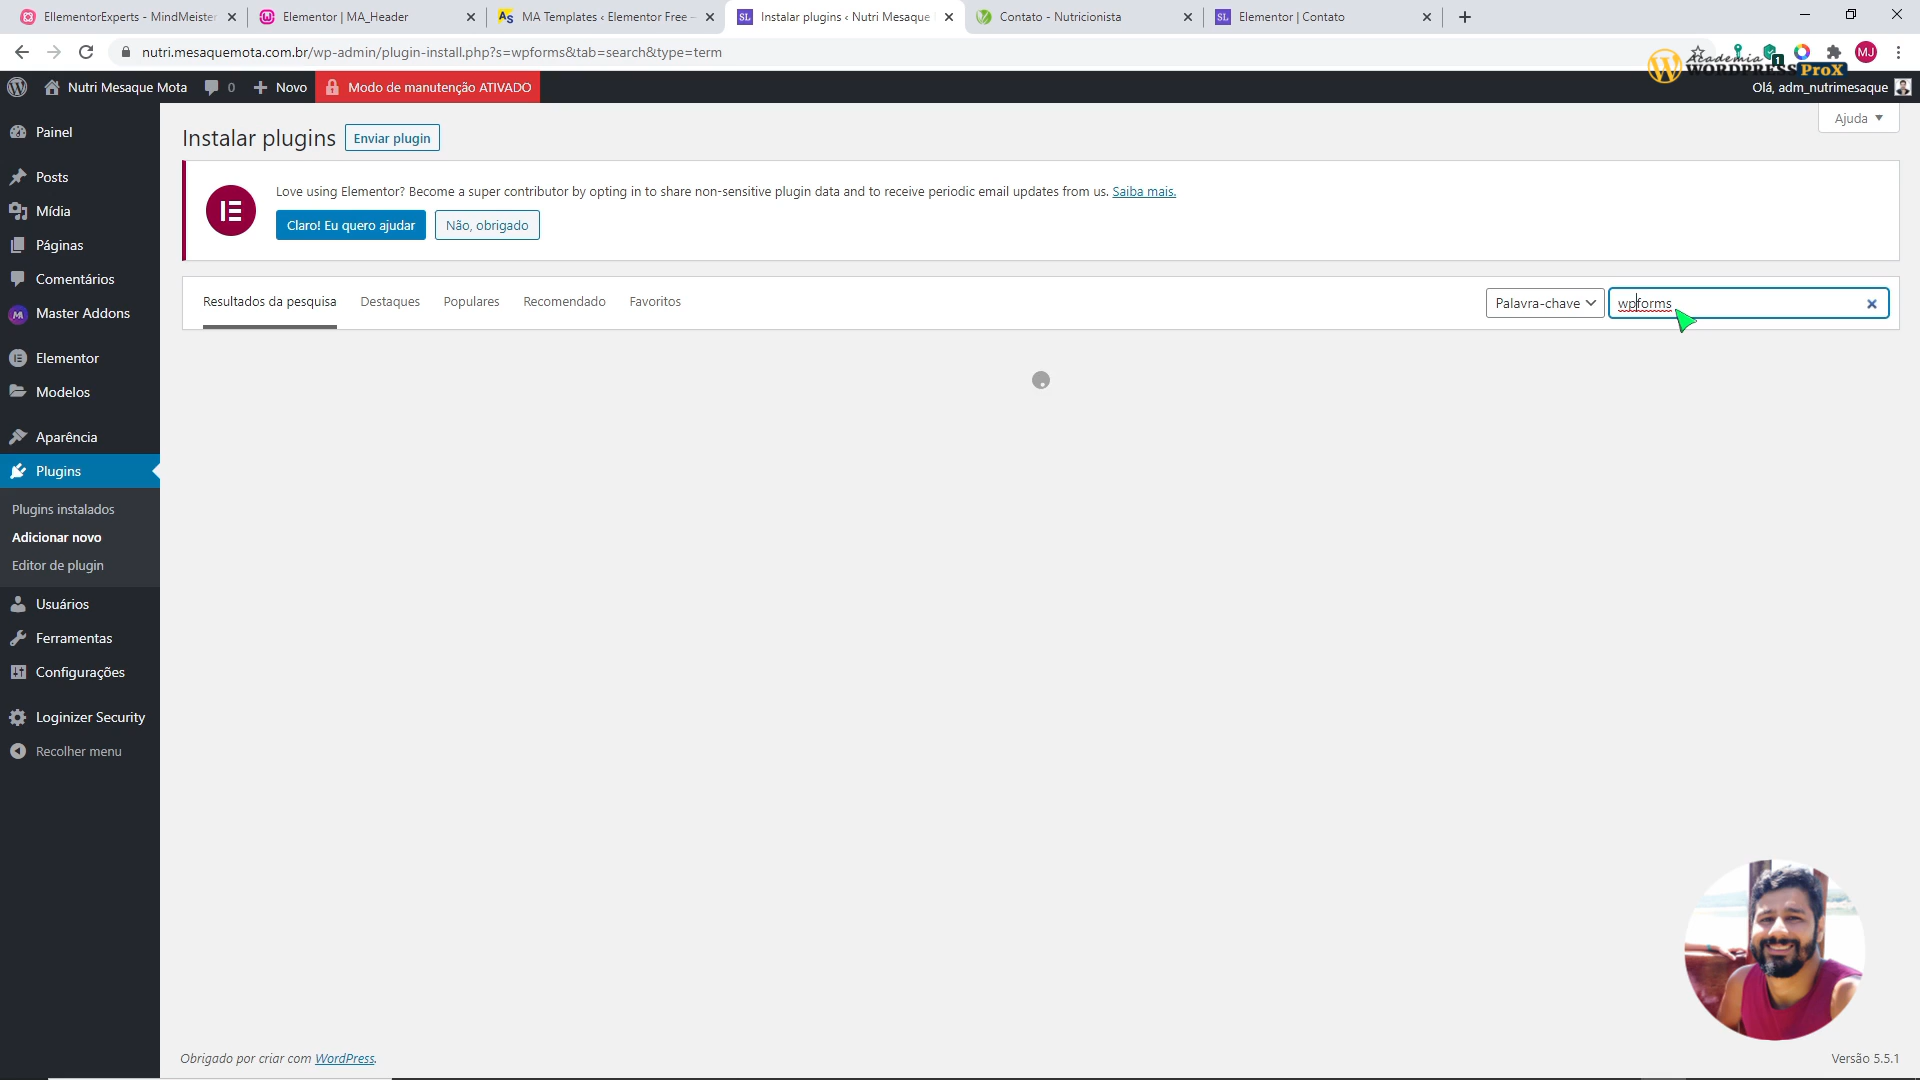 EllementorExperts - MindMeister
Elementor | MA_Header
MA Templates ‹ Elementor Free –
Instalar plugins ‹ Nutri Mesaque
Contato - Nutricionista
Elementor | Contato
nutri.mesaquemota.com.br/wp-admin/plugin-install.php?s=wpforms&tab=search&type=term
1
MJ
Academia
WORDPRESS ProX
Nutri Mesaque Mota
0
Novo
Modo de manutenção ATIVADO
Olá, adm_nutrimesaque
Painel
Posts
Mídia
Páginas
Comentários
Master Addons
Elementor
Modelos
Aparência
Plugins
Plugins instalados
Adicionar novo
Editor de plugin
Usuários
Ferramentas
Configurações
Loginizer Security
Recolher menu
Ajuda
Instalar plugins
Enviar plugin
Love using Elementor? Become a super contributor by opting in to share non-sensitive plugin data and to receive periodic email updates from us. Saiba mais.
Claro! Eu quero ajudar
Não, obrigado
Resultados da pesquisa
Destaques
Populares
Recomendado
Favoritos
Palavra-chave
wpforms
Obrigado por criar com WordPress.
Versão 5.5.1